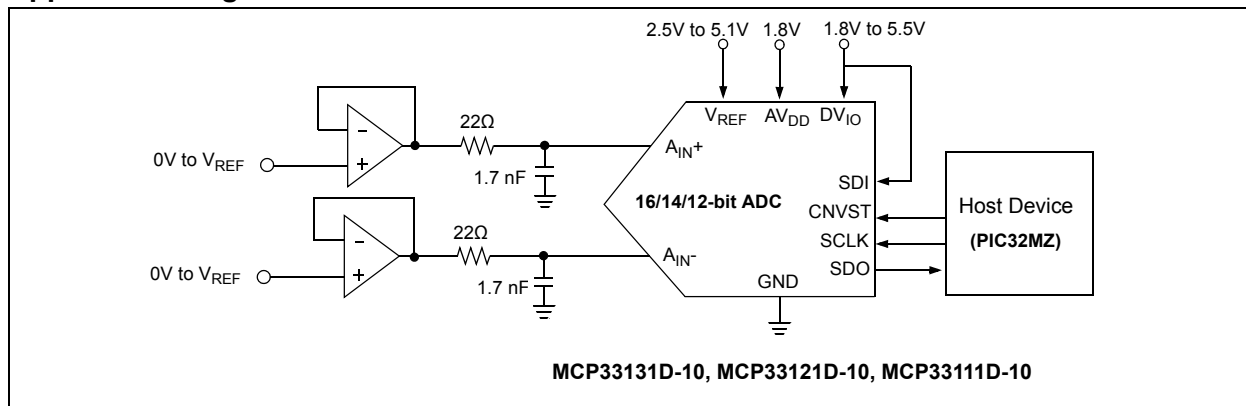 2.5V to 5.1V 1.8V 1.8V to 5.5V
VREF AVDD DVIO
22Ω
-
+
0V to VREF
1.7 nF
AIN+
SDI
16/14/12-bit ADC
CNVST
SCLK
SDO
Host Device
(PIC32MZ)
22Ω
-
+
0V to VREF
1.7 nF
AIN-
GND
MCP33131D-10, MCP33121D-10, MCP33111D-10